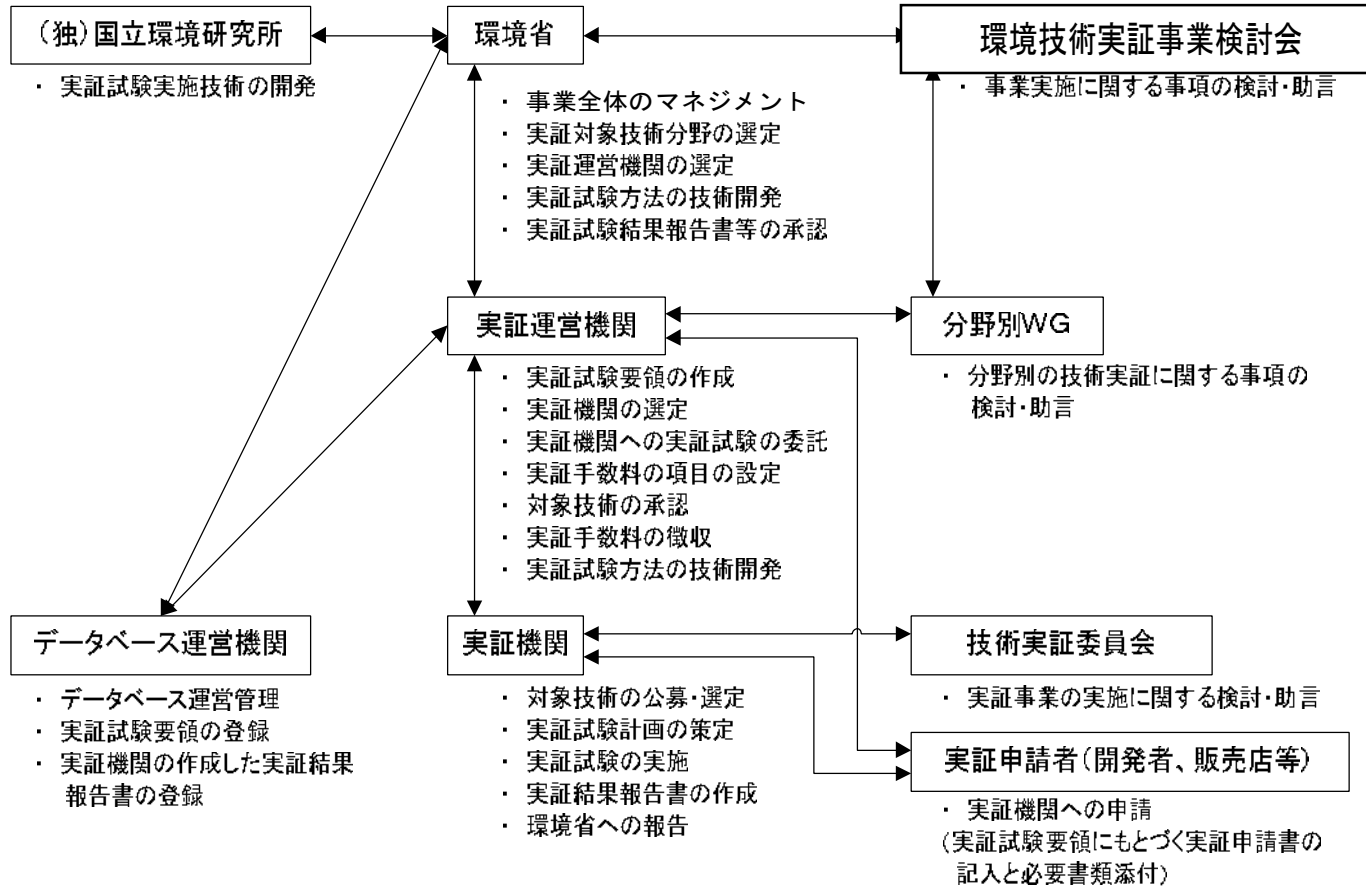 (独)国立環境研究所
・ 実証試験実施技術の開発
環境省
・ 事業全体のマネジメント
・ 実証対象技術分野の選定
・ 実証運営機関の選定
・ 実証試験方法の技術開発
・ 実証試験結果報告書等の承認
環境技術実証事業検討会
・ 事業実施に関する事項の検討・助言
実証運営機関
・ 実証試験要領の作成
・ 実証機関の選定
・ 実証機関への実証試験の委託
・ 実証手数料の項目の設定
・ 対象技術の承認
・ 実証手数料の徴収
・ 実証試験方法の技術開発
分野別WG
・ 分野別の技術実証に関する事項の
検討・助言
データベース運営機関
・ データベース運営管理
・ 実証試験要領の登録
・ 実証機関の作成した実証結果
報告書の登録
実証機関
・ 対象技術の公募・選定
・ 実証試験計画の策定
・ 実証試験の実施
・ 実証結果報告書の作成
・ 環境省への報告
技術実証委員会
・ 実証事業の実施に関する検討・助言
実証申請者(開発者、販売店等)
・ 実証機関への申請
(実証試験要領にもとづく実証申請書の
記入と必要書類添付)